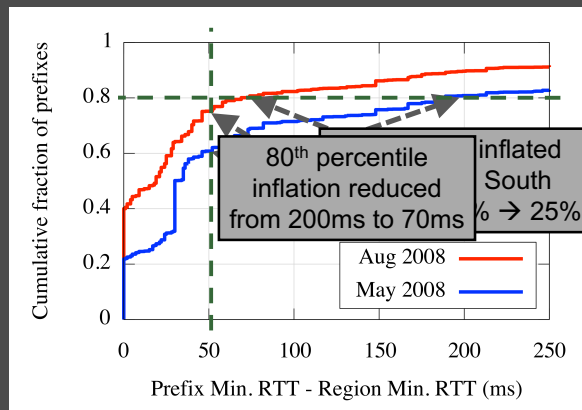 1
0.8
0.6
0.4
0.2
0
Cumulative fraction of prefixes
80th percentile
inflation reduced
from 200ms to 70ms
inflated
South
% → 25%
Aug 2008
May 2008
0 50 100 150 200 250
Prefix Min. RTT - Region Min. RTT (ms)